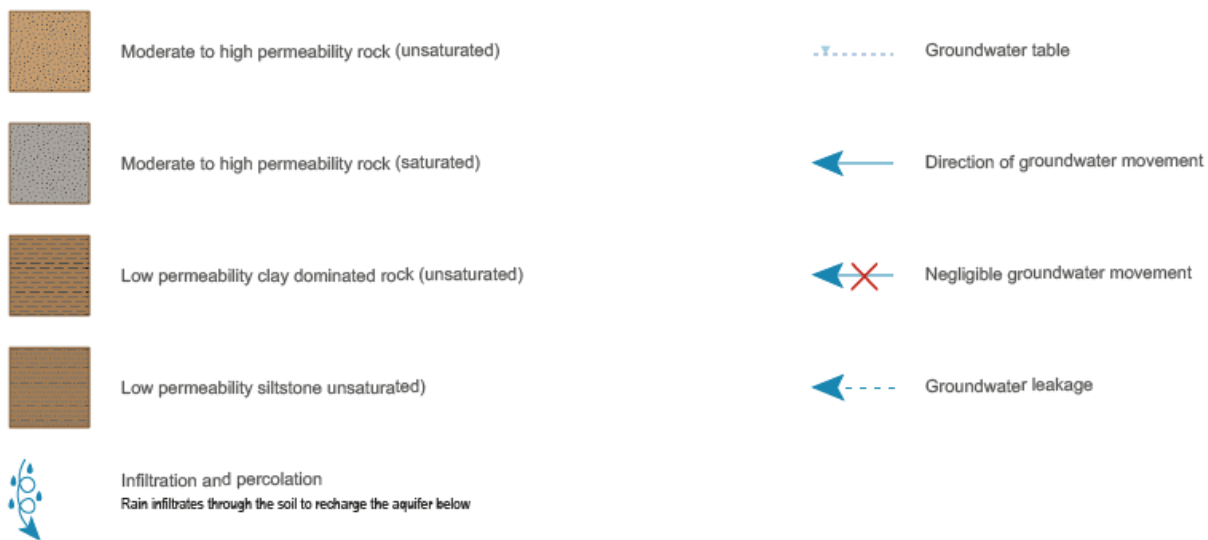 Moderate to high permeability rock (unsaturated)
Moderate to high permeability rock (saturated)
Low permeability clay dominated rock (unsaturated)
Low permeability siltstone unsaturated)
Infiltration and percolation
Rain infiltrates through the soil to recharge the aquifer below
Groundwater table
Direction of groundwater movement
Negligible groundwater movement
Groundwater leakage